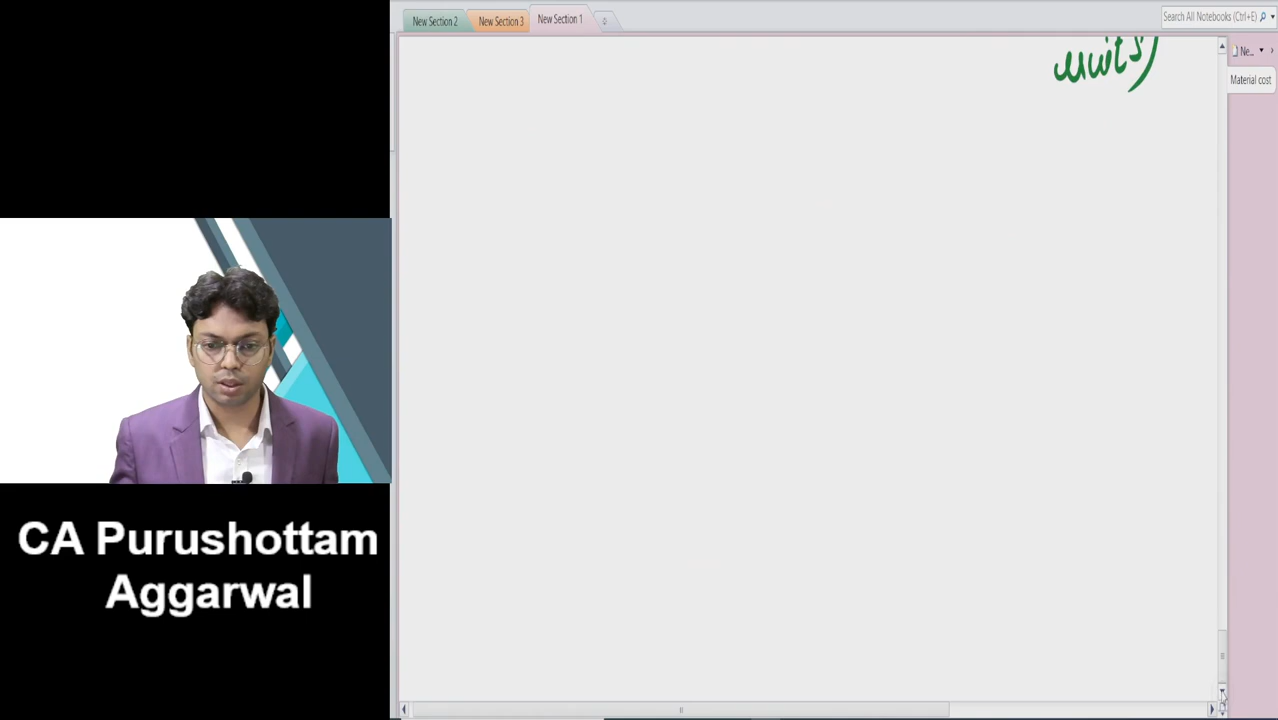 New Section 2 New Section 3 New Section 1
Search All Notebooks (Ctrl+E)
Ne...
Material cost
units)
CA Purushottam
Aggarwal